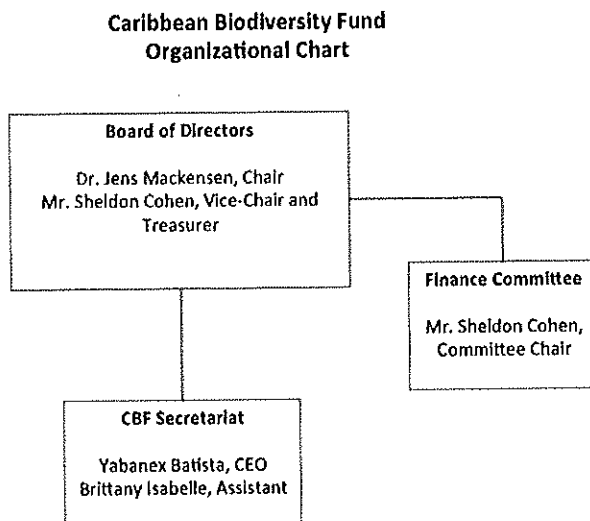 Caribbean Biodiversity Fund
Organizational Chart
Board of Directors
Dr. Jens Mackensen, Chair
Mr. Sheldon Cohen, Vice-Chair and
Treasurer
Finance Committee
Mr. Sheldon Cohen,
Committee Chair
CBF Secretariat
Yabanex Batista, CEO
Brittany Isabelle, Assistant